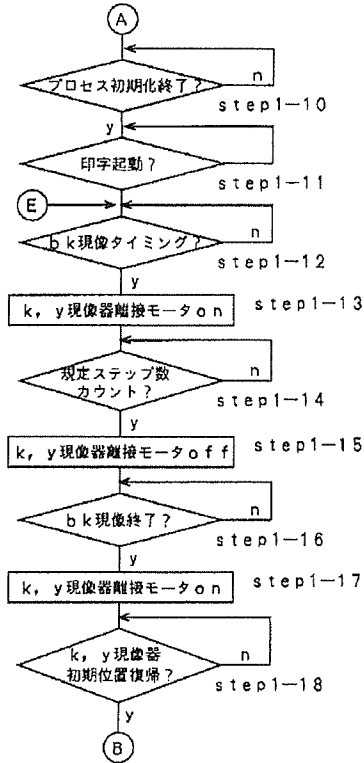 A
プロセス初期化終了？
n
step1-10
y
印字起動？
step1-11
E
bk現像タイミング？
n
step1-12
y
k，y現像器離接モータon
step1-13
規定ステップ数
カウント？
n
step1-14
y
k，y現像器離接モータoff
step1-15
bk現像終了？
n
step1-16
y
k，y現像器離接モータon
step1-17
k，y現像器
初期位置復帰？
n
step1-18
y
B